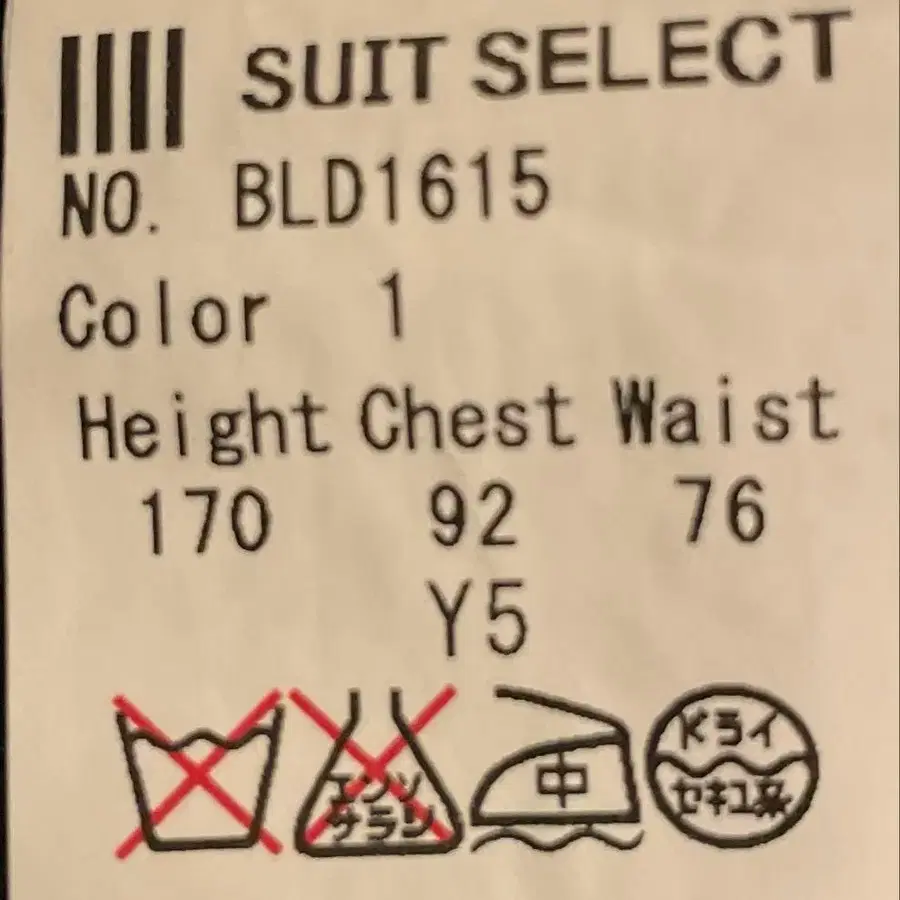 SUIT SELECT
NO. BLD1615
Color 1
Height Chest Waist
170 92 76
Y5
エンソ
サラシ
中
ドライ
セキユ系